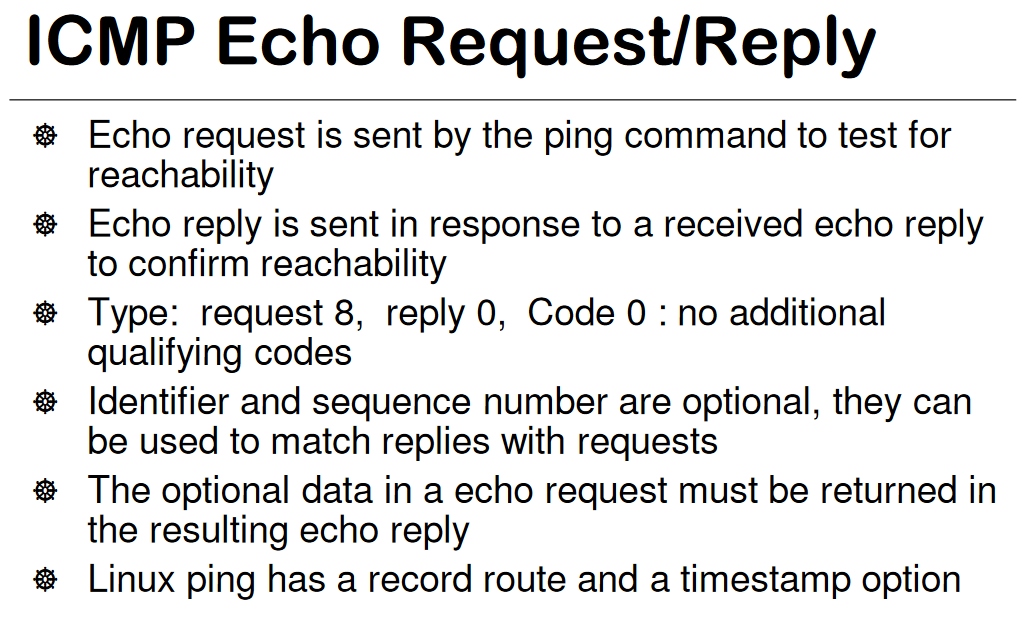 ICMP Echo Request/Reply
Echo request is sent by the ping command to test for
reachability
Echo reply is sent in response to a received echo reply
to confirm reachability
Type:  request 8,  reply 0,  Code 0 : no additional
qualifying codes
Identifier and sequence number are optional, they can
be used to match replies with requests
The optional data in a echo request must be returned in
the resulting echo reply
Linux ping has a record route and a timestamp option